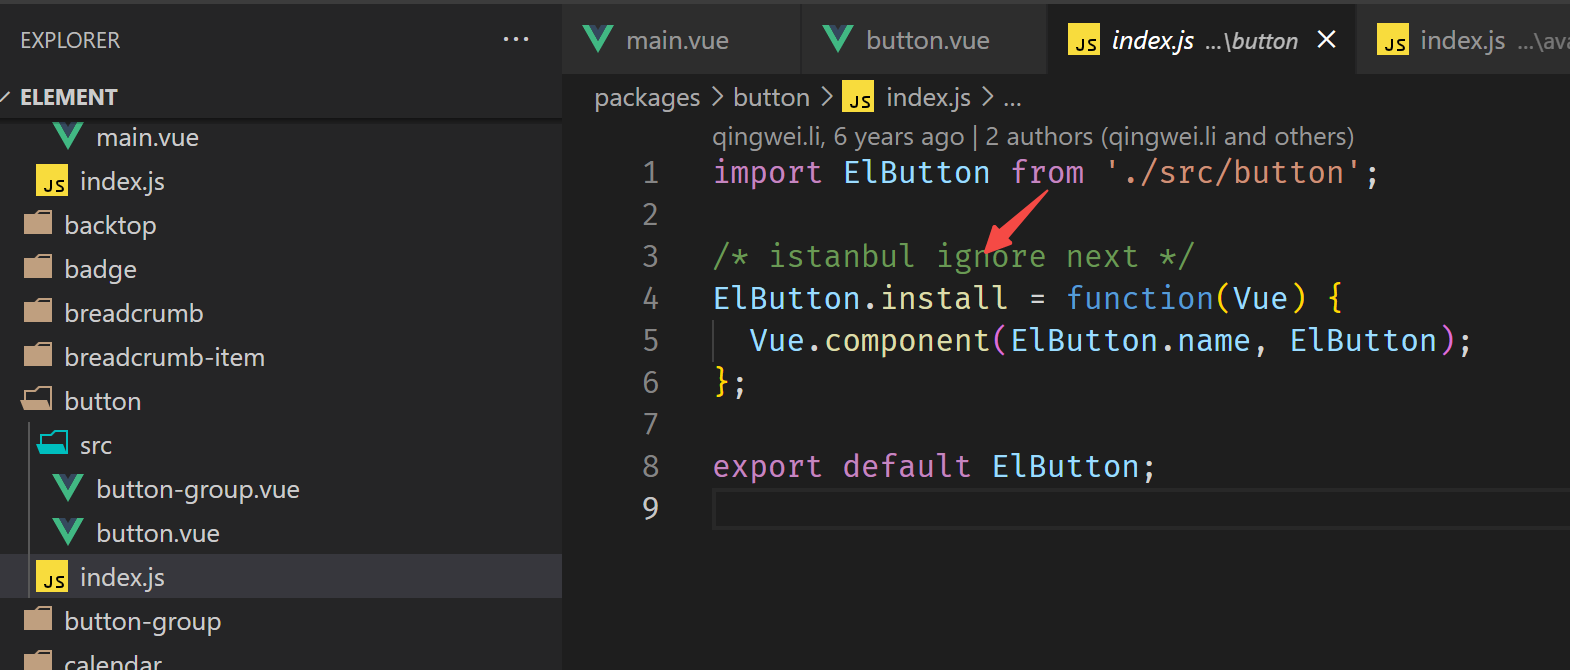 EXPLORER ...
ELEMENT
main.vue
JS index.js
backtop
badge
breadcrumb
breadcrumb-item
button
src
button-group.vue
button.vue
JS index.js
button-group
calendar
main.vue
button.vue
JS index.js ...\button
JS index.js ...\ava
packages > button > JS index.js > ...
qingwei.li, 6 years ago | 2 authors (qingwei.li and others)
1 import ElButton from './src/button';
2
3 /* istanbul ignore next */
4 ElButton.install = function(Vue) {
5 Vue.component(ElButton.name, ElButton);
6 };
7
8 export default ElButton;
9